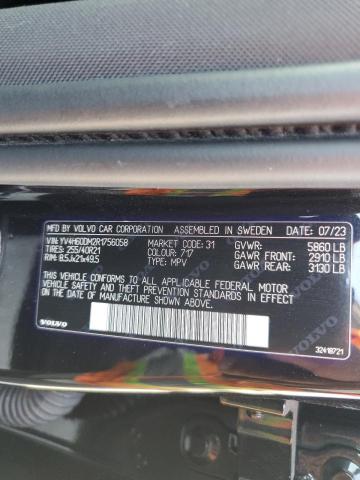 MFD. BY VOLVO CAR CORPORATION ASSEMBLED IN SWEDEN DATE: 07/23
VIN: YV4H60DM2R1756058 MARKET CODE: 31 GVWR: 5860 LB
TIRES: 255/40R21 COLOUR: 717 GAWR FRONT: 2910 LB
RIM: 8.5Jx21x49.5 TYPE: MPV GAWR REAR: 3130 LB
THIS VEHICLE CONFORMS TO ALL APPLICABLE FEDERAL MOTOR
VEHICLE SAFETY AND THEFT PREVENTION STANDARDS IN EFFECT
ON THE DATE OF MANUFACTURE SHOWN ABOVE.
VOLVO
32418721